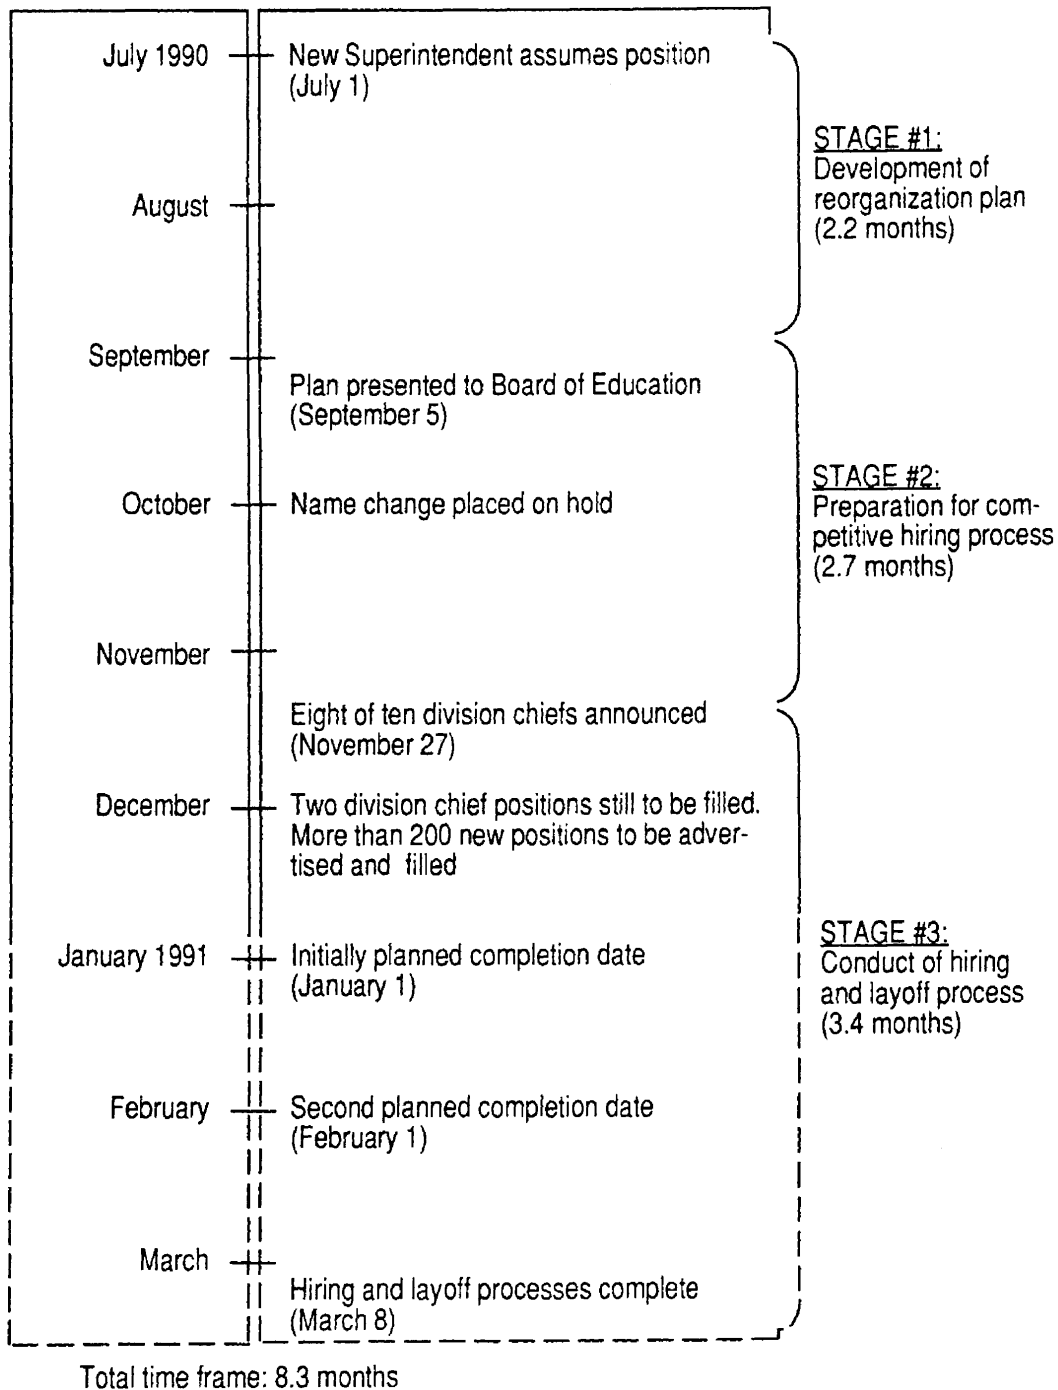 July 1990
New Superintendent assumes position
(July 1)
STAGE #1:
Development of
reorganization plan
(2.2 months)
August
September
Plan presented to Board of Education
(September 5)
October
Name change placed on hold
STAGE #2:
Preparation for com-
petitive hiring process
(2.7 months)
November
Eight of ten division chiefs announced
(November 27)
December
Two division chief positions still to be filled.
More than 200 new positions to be adver-
tised and filled
January 1991
Initially planned completion date
(January 1)
STAGE #3:
Conduct of hiring
and layoff process
(3.4 months)
February
Second planned completion date
(February 1)
March
Hiring and layoff processes complete
(March 8)
Total time frame: 8.3 months